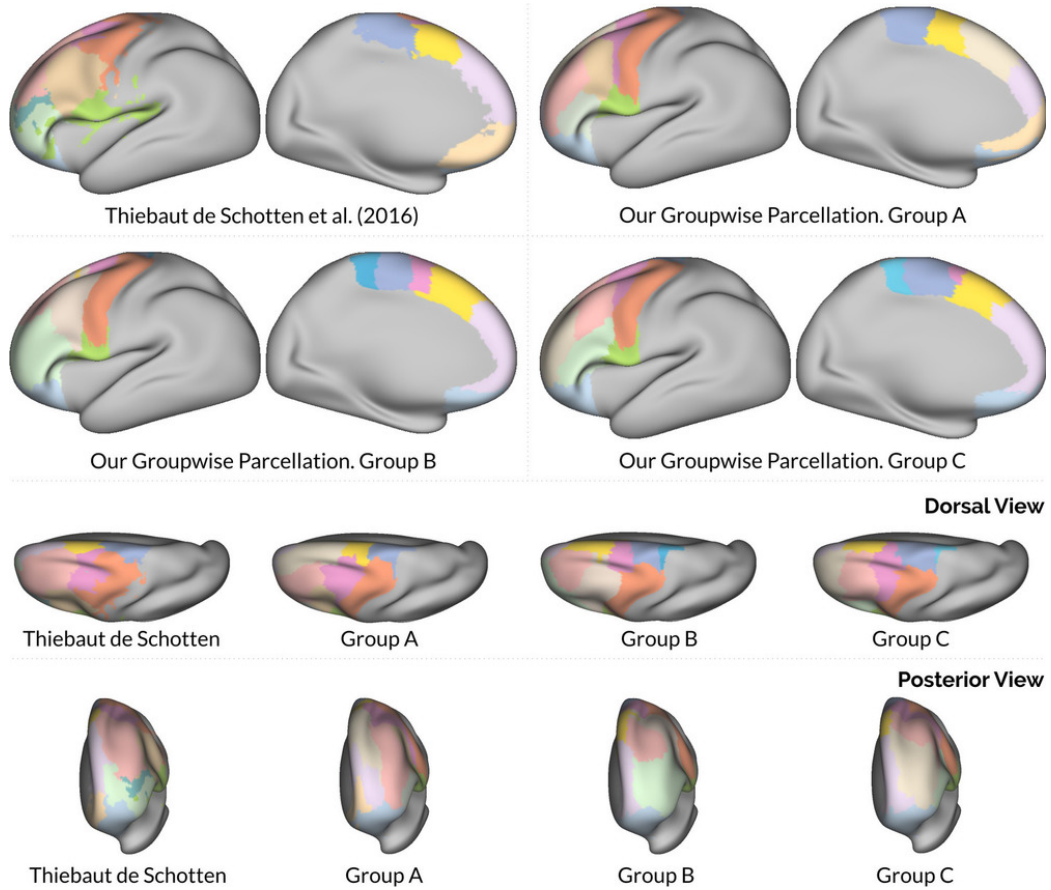 Thiebaut de Schotten et al. (2016)
Our Groupwise Parcellation. Group A
Our Groupwise Parcellation. Group B
Our Groupwise Parcellation. Group C
Dorsal View
Thiebaut de Schotten
Group A
Group B
Group C
Posterior View
Thiebaut de Schotten
Group A
Group B
Group C